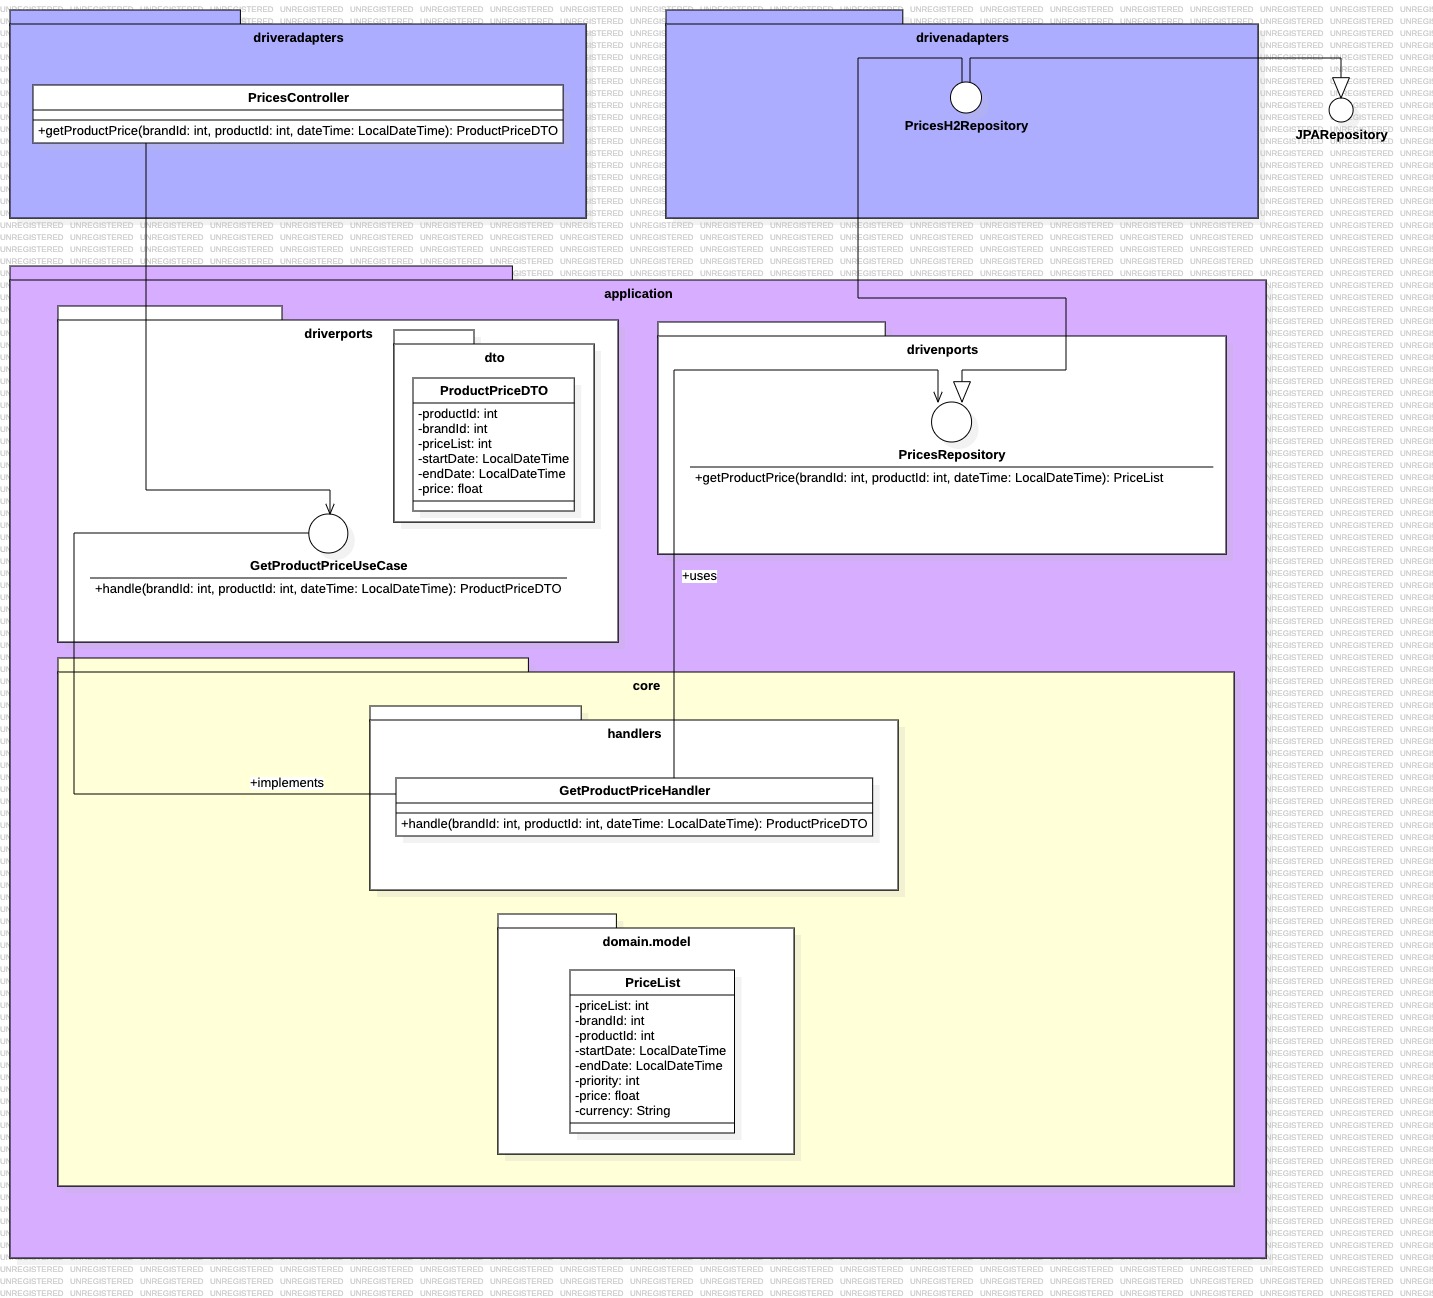 driveradapters
PricesController
+getProductPrice(brandId: int, productId: int, dateTime: LocalDateTime): ProductPriceDTO
drivenadapters
PricesH2Repository
JPARepository
application
driverports
dto
ProductPriceDTO
-productId: int
-brandId: int
-priceList: int
-startDate: LocalDateTime
-endDate: LocalDateTime
-price: float
GetProductPriceUseCase
+handle(brandId: int, productId: int, dateTime: LocalDateTime): ProductPriceDTO
drivenports
PricesRepository
+getProductPrice(brandId: int, productId: int, dateTime: LocalDateTime): PriceList
+uses
core
handlers
+implements
GetProductPriceHandler
+handle(brandId: int, productId: int, dateTime: LocalDateTime): ProductPriceDTO
domain.model
PriceList
-priceList: int
-brandId: int
-productId: int
-startDate: LocalDateTime
-endDate: LocalDateTime
-priority: int
-price: float
-currency: String
UNREGISTERED